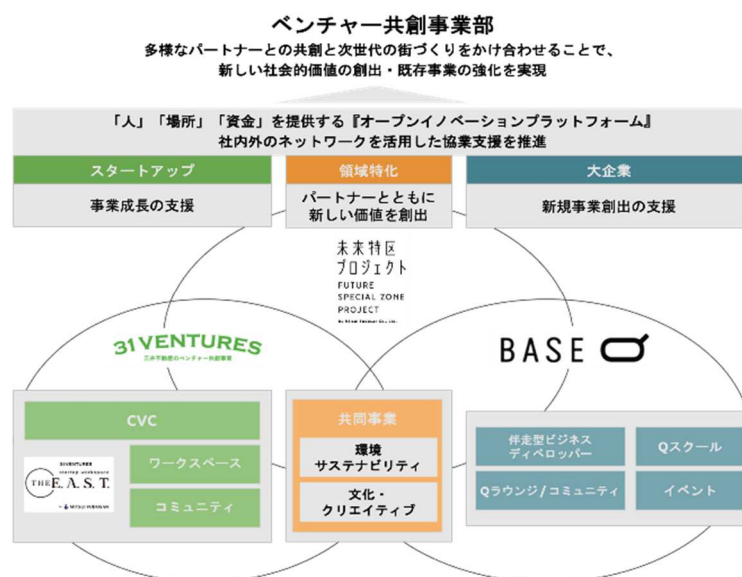 ベンチャー共創事業部
多様なパートナーとの共創と次世代の街づくりをかけ合わせることで、
新しい社会的価値の創出・既存事業の強化を実現
「人」「場所」「資金」を提供する『オープンイノベーションプラットフォーム』
社内外のネットワークを活用した協業支援を推進
スタートアップ
領域特化
大企業
事業成長の支援
パートナーとともに
新しい価値を創出
新規事業創出の支援
未来特区
プロジェクト
FUTURE
SPECIAL ZONE
PROJECT
31VENTURES
三井不動産のベンチャー共創事業
BASE Q
CVC
ワークスペース
コミュニティ
31VENTURES
startup workspace
THE E.A.S.T.
MITSUI FUDOSAN
共同事業
環境
サステナビリティ
文化・
クリエイティブ
伴走型ビジネス
ディベロッパー
Qスクール
Qラウンジ/コミュニティ
イベント